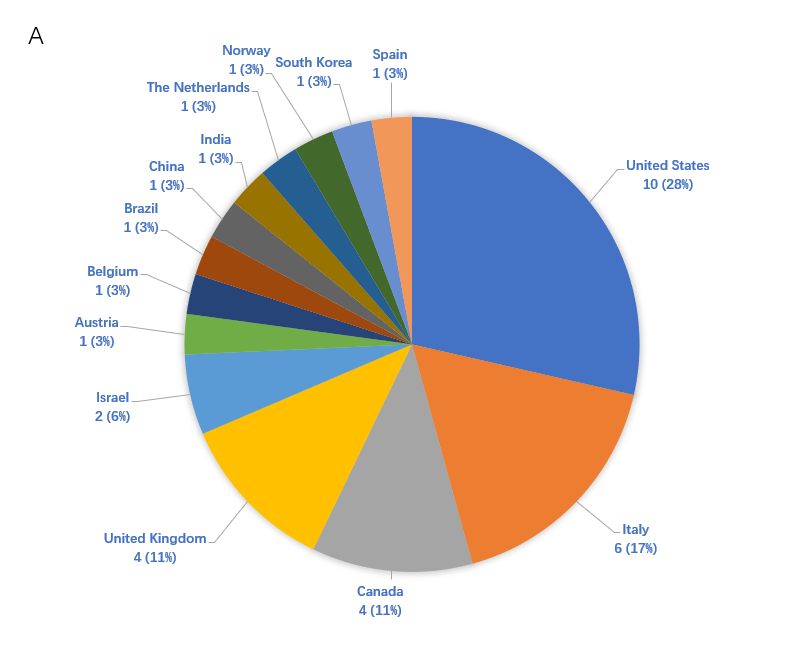 A
Norway
1 (3%)
South Korea
1 (3%)
Spain
1 (3%)
The Netherlands
1 (3%)
India
1 (3%)
China
1 (3%)
Brazil
1 (3%)
Belgium
1 (3%)
Austria
1 (3%)
Israel
2 (6%)
United Kingdom
4 (11%)
Canada
4 (11%)
Italy
6 (17%)
United States
10 (28%)